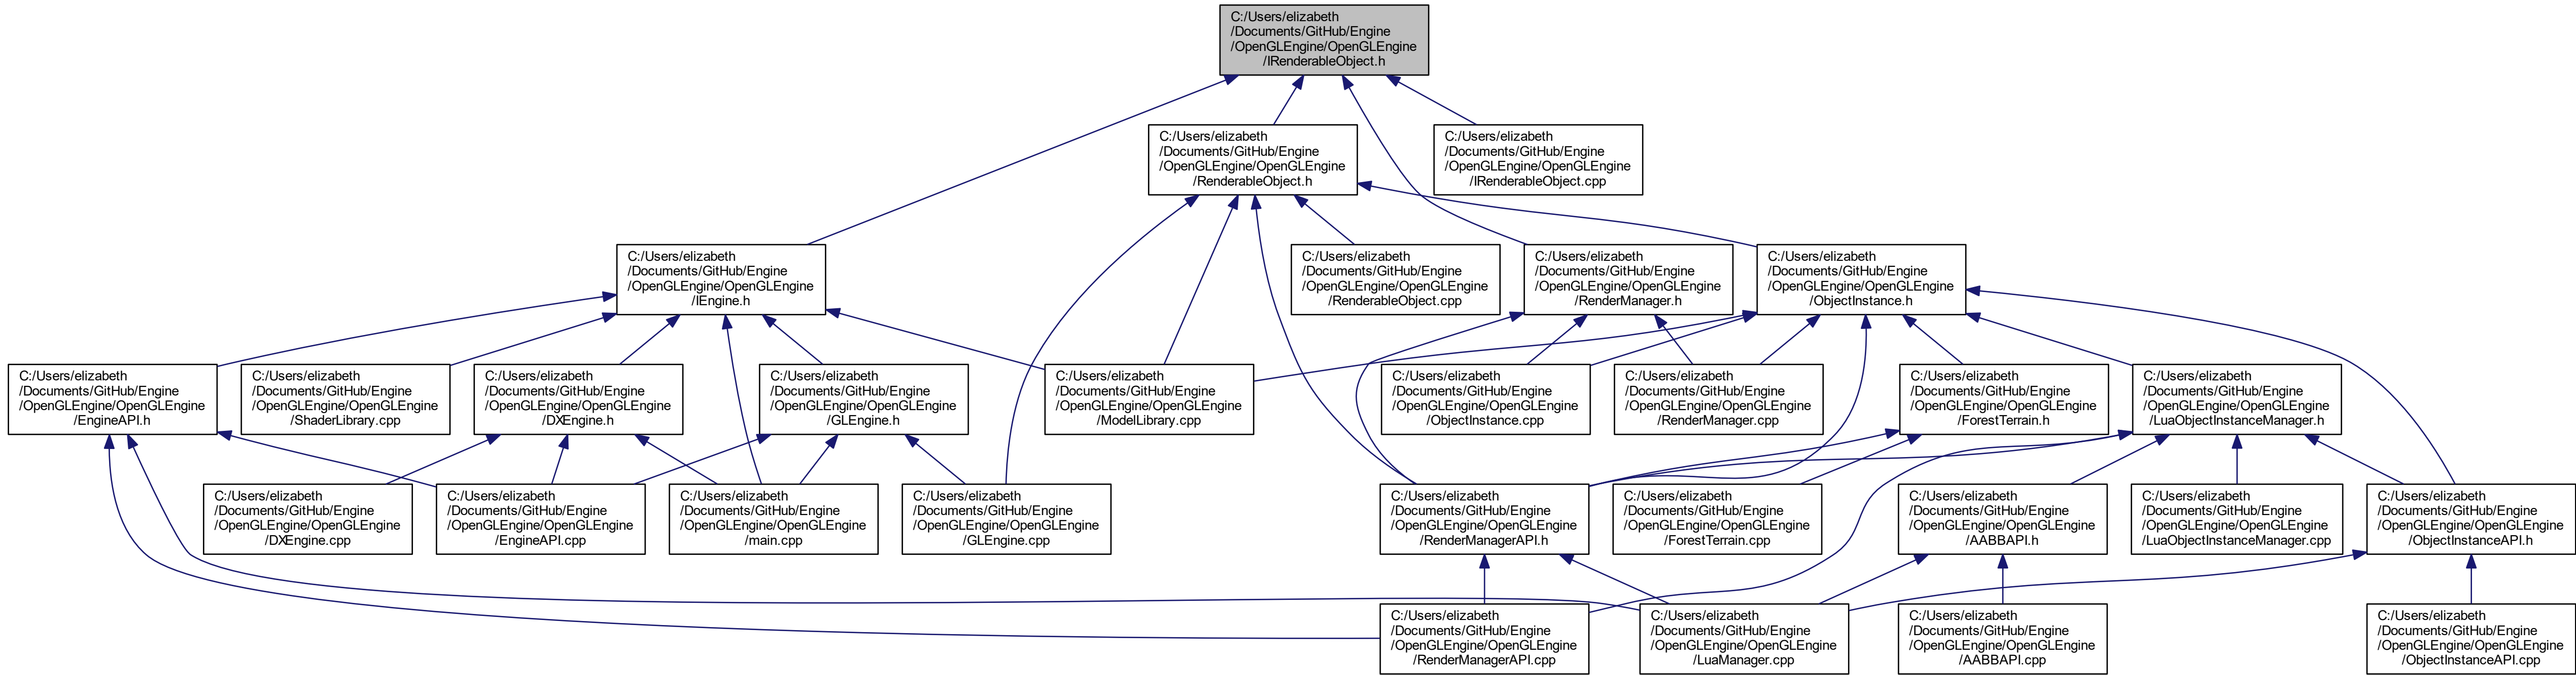 C:/Users/elizabeth
/Documents/GitHub/Engine
/OpenGLEngine/OpenGLEngine
/IRenderableObject.h
C:/Users/elizabeth
/Documents/GitHub/Engine
/OpenGLEngine/OpenGLEngine
/RenderableObject.h
C:/Users/elizabeth
/Documents/GitHub/Engine
/OpenGLEngine/OpenGLEngine
/IRenderableObject.cpp
C:/Users/elizabeth
/Documents/GitHub/Engine
/OpenGLEngine/OpenGLEngine
/IEngine.h
C:/Users/elizabeth
/Documents/GitHub/Engine
/OpenGLEngine/OpenGLEngine
/RenderableObject.cpp
C:/Users/elizabeth
/Documents/GitHub/Engine
/OpenGLEngine/OpenGLEngine
/RenderManager.h
C:/Users/elizabeth
/Documents/GitHub/Engine
/OpenGLEngine/OpenGLEngine
/ObjectInstance.h
C:/Users/elizabeth
/Documents/GitHub/Engine
/OpenGLEngine/OpenGLEngine
/EngineAPI.h
C:/Users/elizabeth
/Documents/GitHub/Engine
/OpenGLEngine/OpenGLEngine
/ShaderLibrary.cpp
C:/Users/elizabeth
/Documents/GitHub/Engine
/OpenGLEngine/OpenGLEngine
/DXEngine.h
C:/Users/elizabeth
/Documents/GitHub/Engine
/OpenGLEngine/OpenGLEngine
/GLEngine.h
C:/Users/elizabeth
/Documents/GitHub/Engine
/OpenGLEngine/OpenGLEngine
/ModelLibrary.cpp
C:/Users/elizabeth
/Documents/GitHub/Engine
/OpenGLEngine/OpenGLEngine
/ObjectInstance.cpp
C:/Users/elizabeth
/Documents/GitHub/Engine
/OpenGLEngine/OpenGLEngine
/RenderManager.cpp
C:/Users/elizabeth
/Documents/GitHub/Engine
/OpenGLEngine/OpenGLEngine
/ForestTerrain.h
C:/Users/elizabeth
/Documents/GitHub/Engine
/OpenGLEngine/OpenGLEngine
/LuaObjectInstanceManager.h
C:/Users/elizabeth
/Documents/GitHub/Engine
/OpenGLEngine/OpenGLEngine
/DXEngine.cpp
C:/Users/elizabeth
/Documents/GitHub/Engine
/OpenGLEngine/OpenGLEngine
/EngineAPI.cpp
C:/Users/elizabeth
/Documents/GitHub/Engine
/OpenGLEngine/OpenGLEngine
/main.cpp
C:/Users/elizabeth
/Documents/GitHub/Engine
/OpenGLEngine/OpenGLEngine
/GLEngine.cpp
C:/Users/elizabeth
/Documents/GitHub/Engine
/OpenGLEngine/OpenGLEngine
/RenderManagerAPI.h
C:/Users/elizabeth
/Documents/GitHub/Engine
/OpenGLEngine/OpenGLEngine
/ForestTerrain.cpp
C:/Users/elizabeth
/Documents/GitHub/Engine
/OpenGLEngine/OpenGLEngine
/AABBAPI.h
C:/Users/elizabeth
/Documents/GitHub/Engine
/OpenGLEngine/OpenGLEngine
/LuaObjectInstanceManager.cpp
C:/Users/elizabeth
/Documents/GitHub/Engine
/OpenGLEngine/OpenGLEngine
/ObjectInstanceAPI.h
C:/Users/elizabeth
/Documents/GitHub/Engine
/OpenGLEngine/OpenGLEngine
/RenderManagerAPI.cpp
C:/Users/elizabeth
/Documents/GitHub/Engine
/OpenGLEngine/OpenGLEngine
/LuaManager.cpp
C:/Users/elizabeth
/Documents/GitHub/Engine
/OpenGLEngine/OpenGLEngine
/AABBAPI.cpp
C:/Users/elizabeth
/Documents/GitHub/Engine
/OpenGLEngine/OpenGLEngine
/ObjectInstanceAPI.cpp